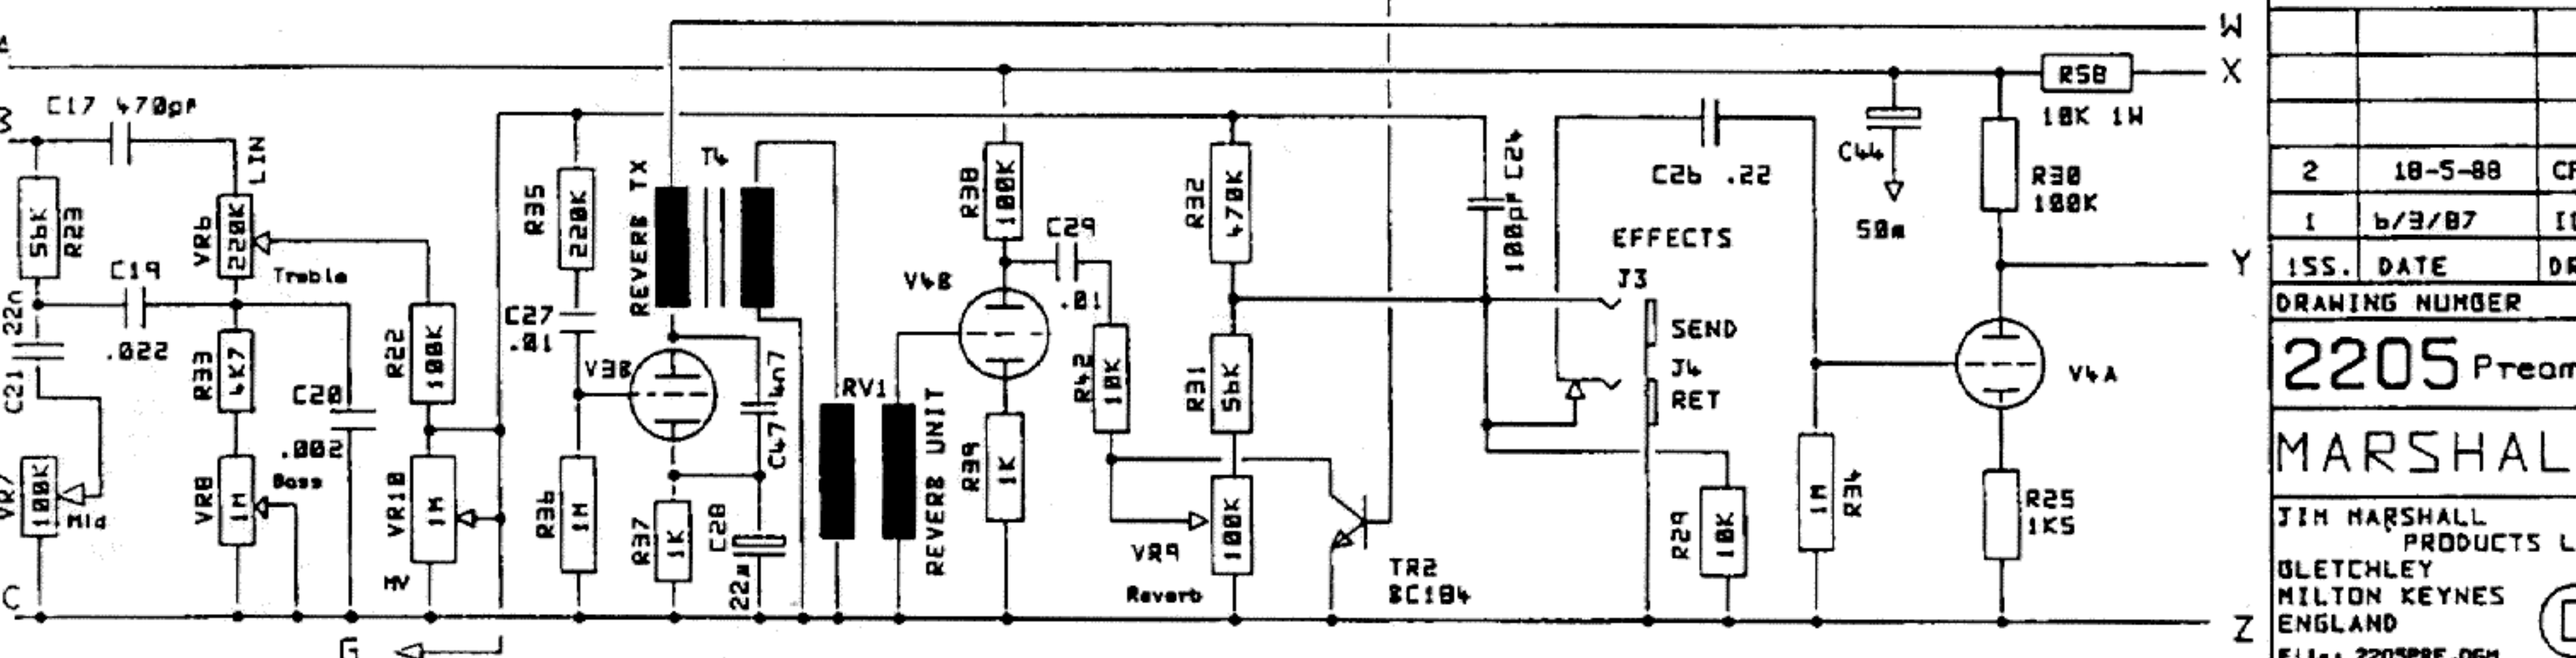 W
X
R58
10K 1W
C17 470pF
LIN
R23
56K
VR6
220K
Treble
C19
.022
22n
C21
R33
4K7
C20
.002
R22
100K
VR7
100K
Mid
VR8
1M
Bass
VR10
1M
MV
C
G
R35
220K
C27
.01
REVERB TX
T4
V3B
R36
1M
R37
1K
C28
C47
4n7
RV1
REVERB UNIT
V4B
R38
100K
C29
.01
R42
10K
R39
1K
R32
470K
R31
56K
VR9
100K
Reverb
TR2
BC184
100pF C24
C26 .22
EFFECTS
J3
SEND
J4
RET
R29
10K
R34
1M
C44
50m
R30
100K
Y
V4A
R25
1K5
Z
2 18-5-88
1 6/3/87
ISS. DATE
DRAWING NUMBER
2205 Pream
MARSHAL
JIM MARSHALL
PRODUCTS L
BLETCHLEY
MILTON KEYNES
ENGLAND